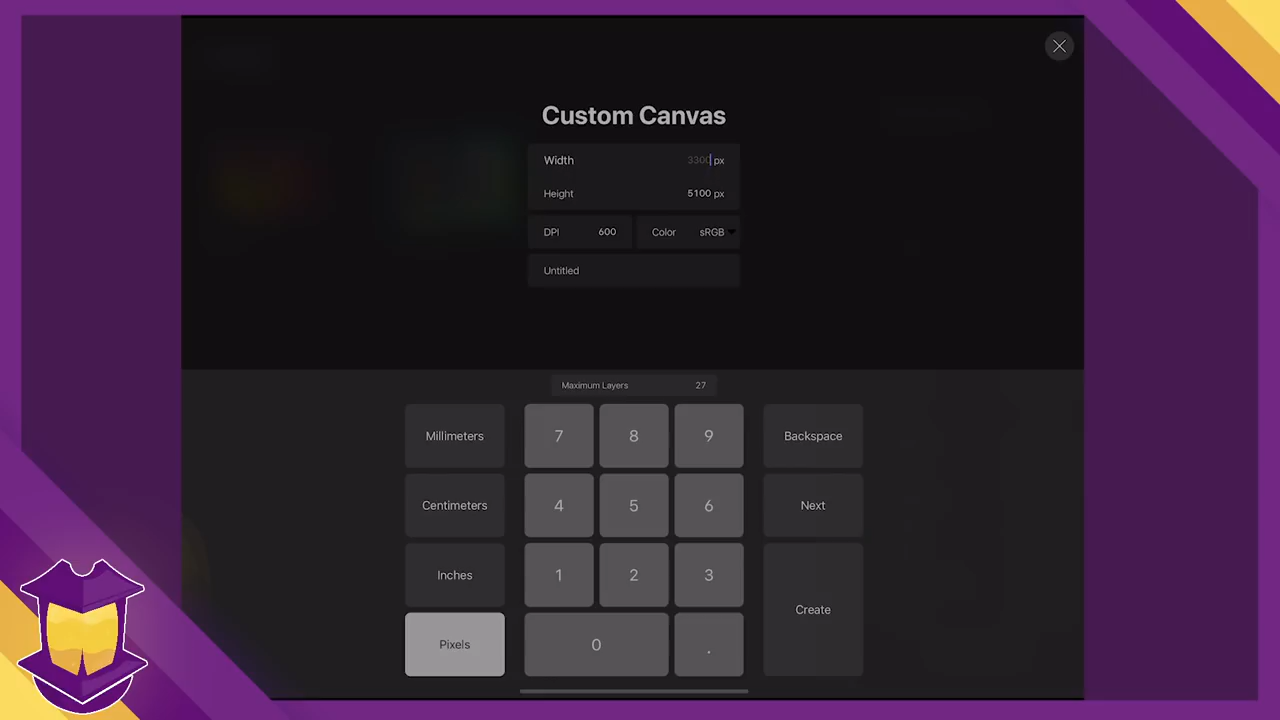 Custom Canvas
Width 3300 px
Height 5100 px
DPI 600 Color sRGB
Untitled
Maximum Layers 27
Millimeters 7 8 9 Backspace
Centimeters 4 5 6 Next
Inches 1 2 3
Create
Pixels 0 .